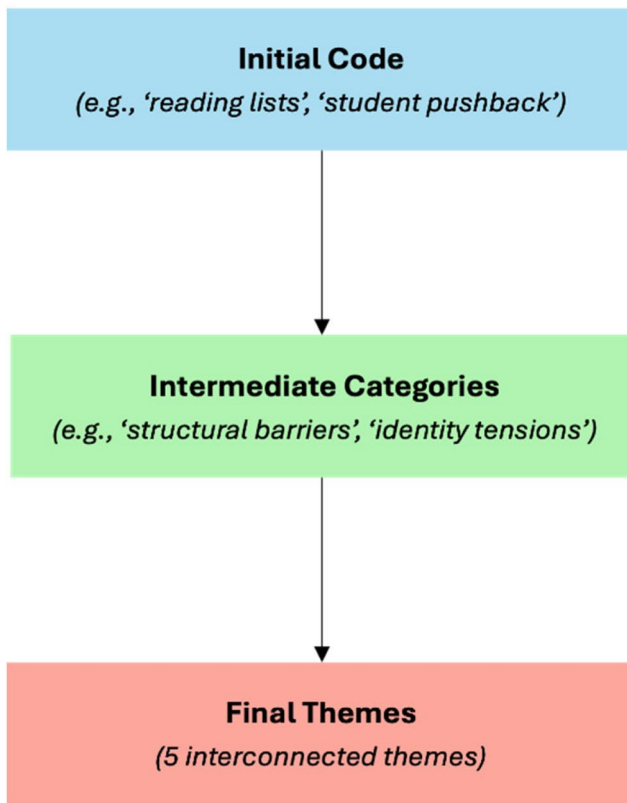 Initial Code
(e.g., ‘reading lists’, ‘student pushback’)
Intermediate Categories
(e.g., ‘structural barriers’, ‘identity tensions’)
Final Themes
(5 interconnected themes)